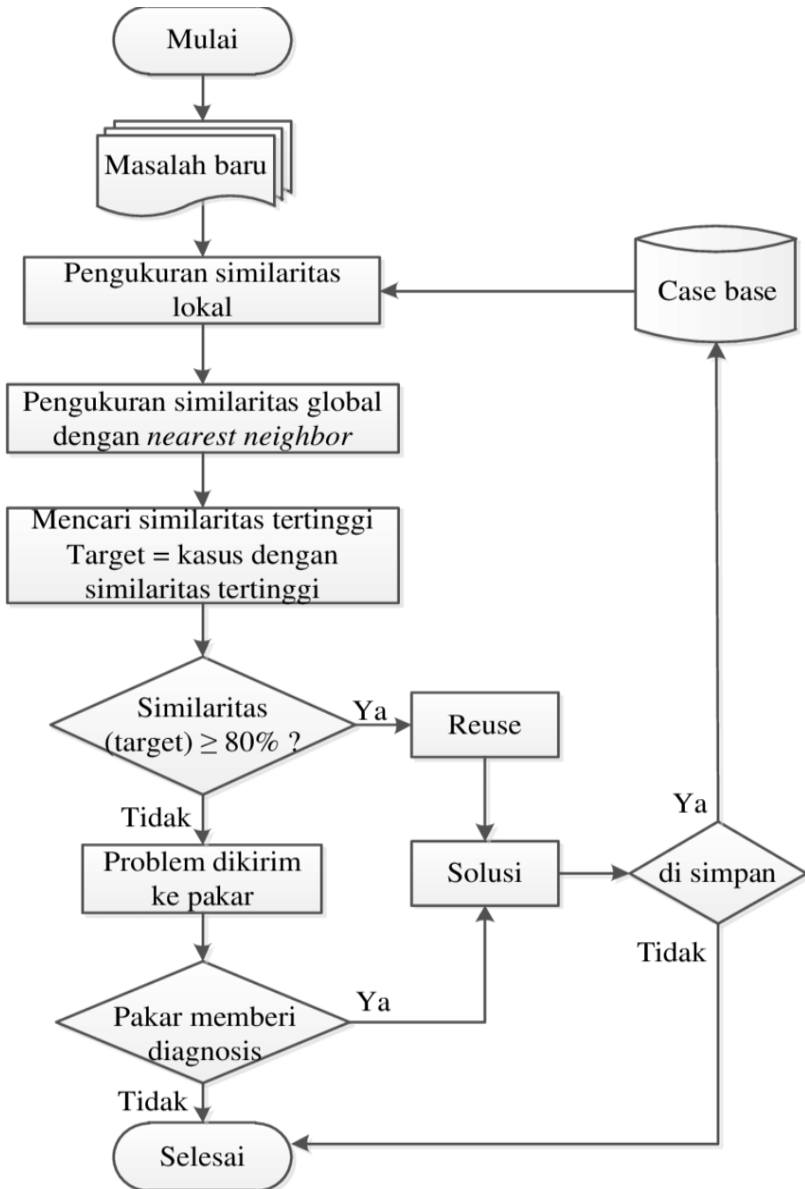 Mulai
Masalah baru
Pengukuran similaritas
lokal
Case base
Pengukuran similaritas global
dengan nearest neighbor
Mencari similaritas tertinggi
Target = kasus dengan
similaritas tertinggi
Similaritas
(target) ≥ 80% ?
Ya
Reuse
Tidak
Problem dikirim
ke pakar
Solusi
di simpan
Ya
Tidak
Pakar memberi
diagnosis
Ya
Tidak
Selesai